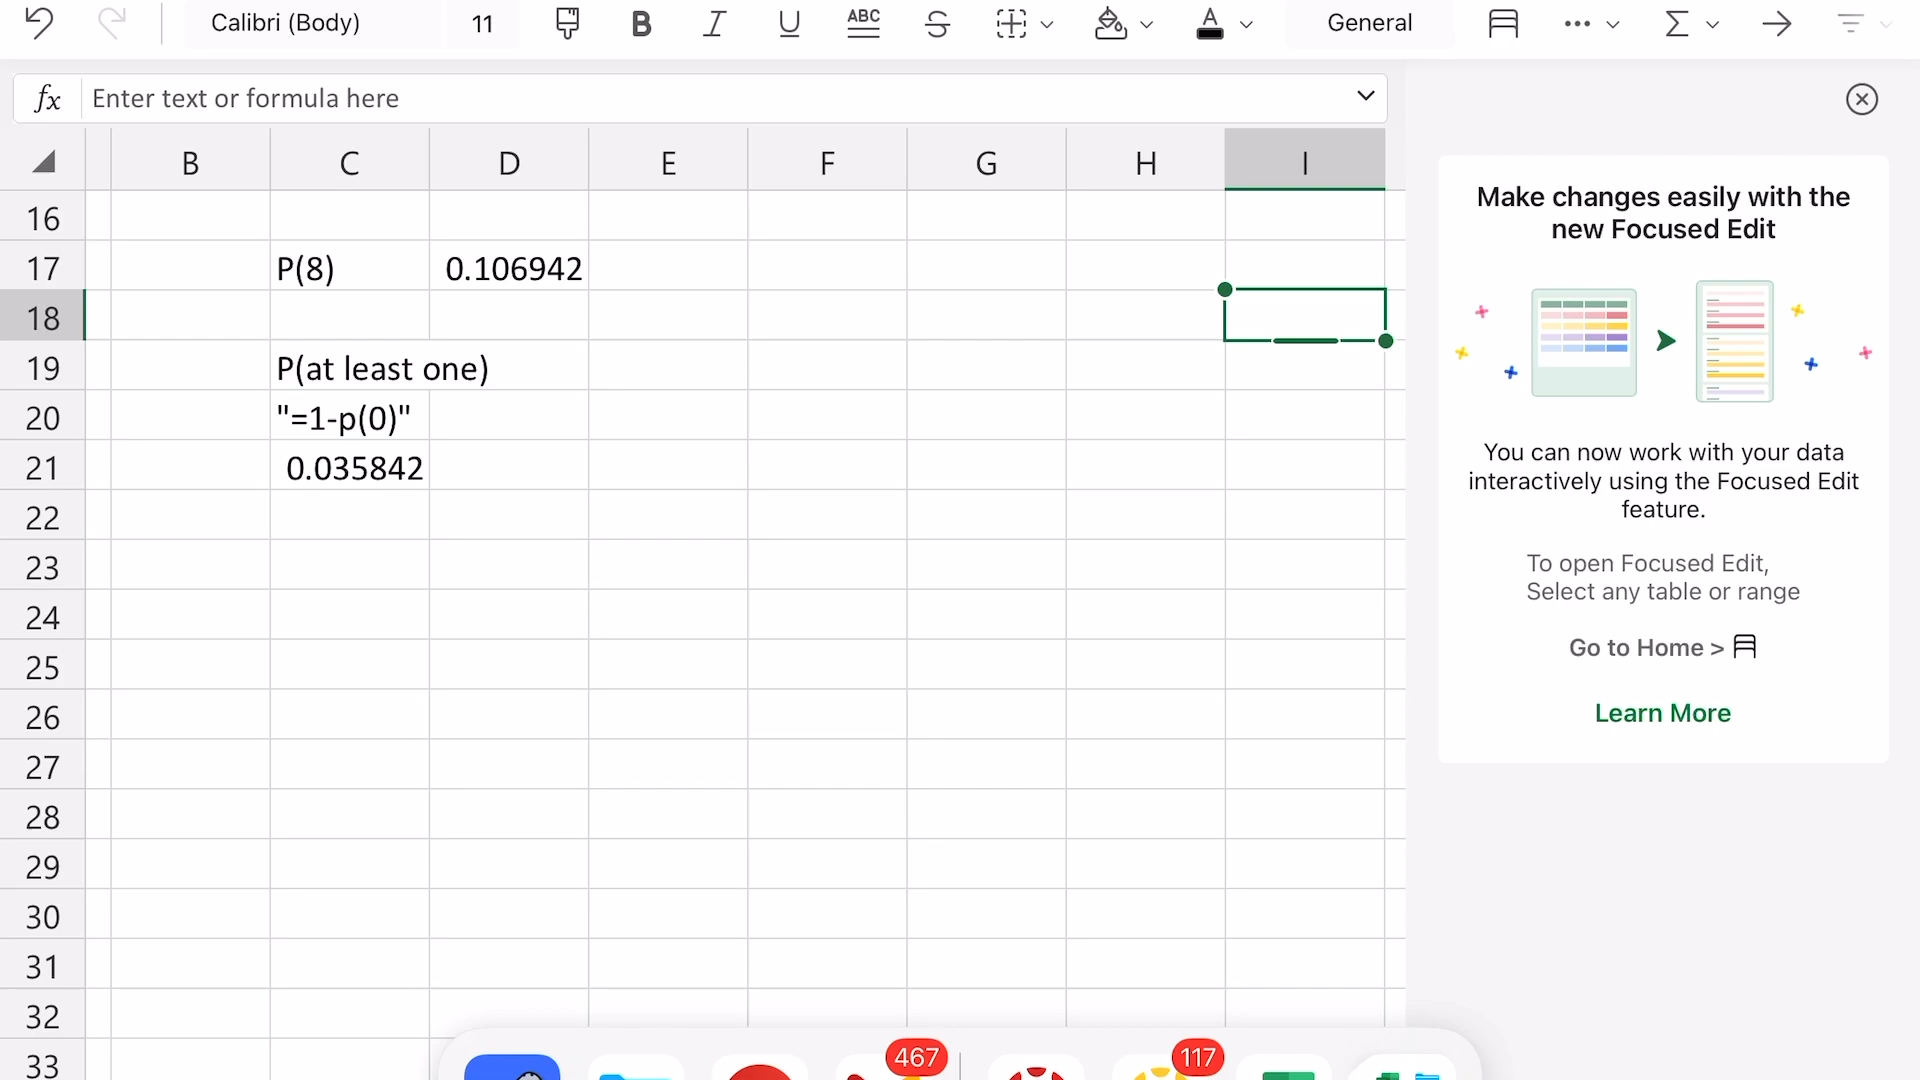 Calibri (Body) 11 B I U ABC S A General ... Σ
fx Enter text or formula here
B C D E F G H I
16
17 P(8) 0.106942
18
19 P(at least one)
20 "=1-p(0)"
21 0.035842
22
23
24
25
26
27
28
29
30
31
32
33
Make changes easily with the
new Focused Edit
You can now work with your data
interactively using the Focused Edit
feature.
To open Focused Edit,
Select any table or range
Go to Home >
Learn More
467 117